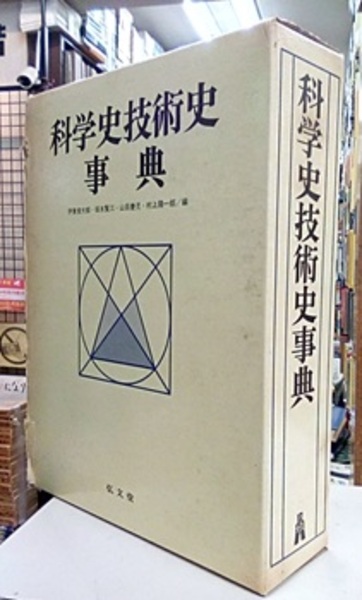 科学史技術史
事典
伊東俊太郎・坂本賢三・山田慶児・村上陽一郎/編
弘文堂
科学史技術史事典